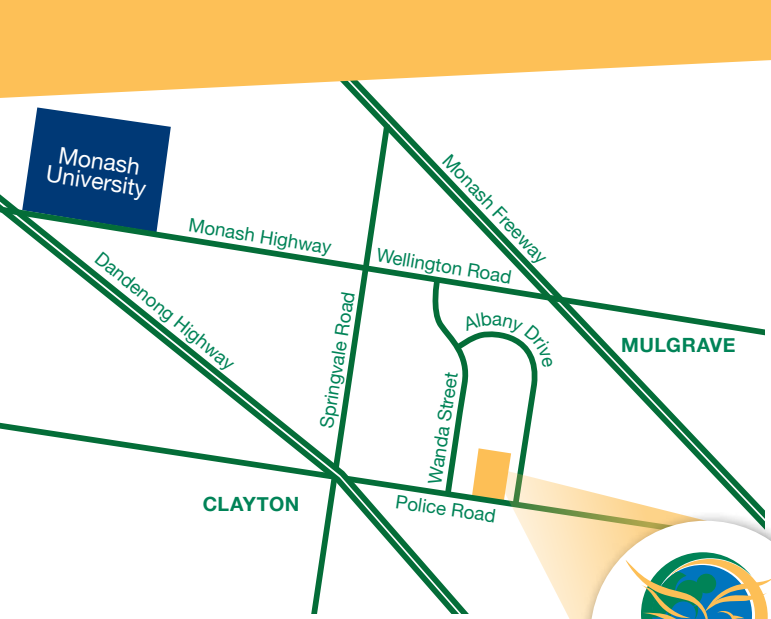 Monash
University
Monash Highway
Monash Freeway
Wellington Road
Dandenong Highway
Springvale Road
Albany Drive
MULGRAVE
Wanda Street
CLAYTON
Police Road